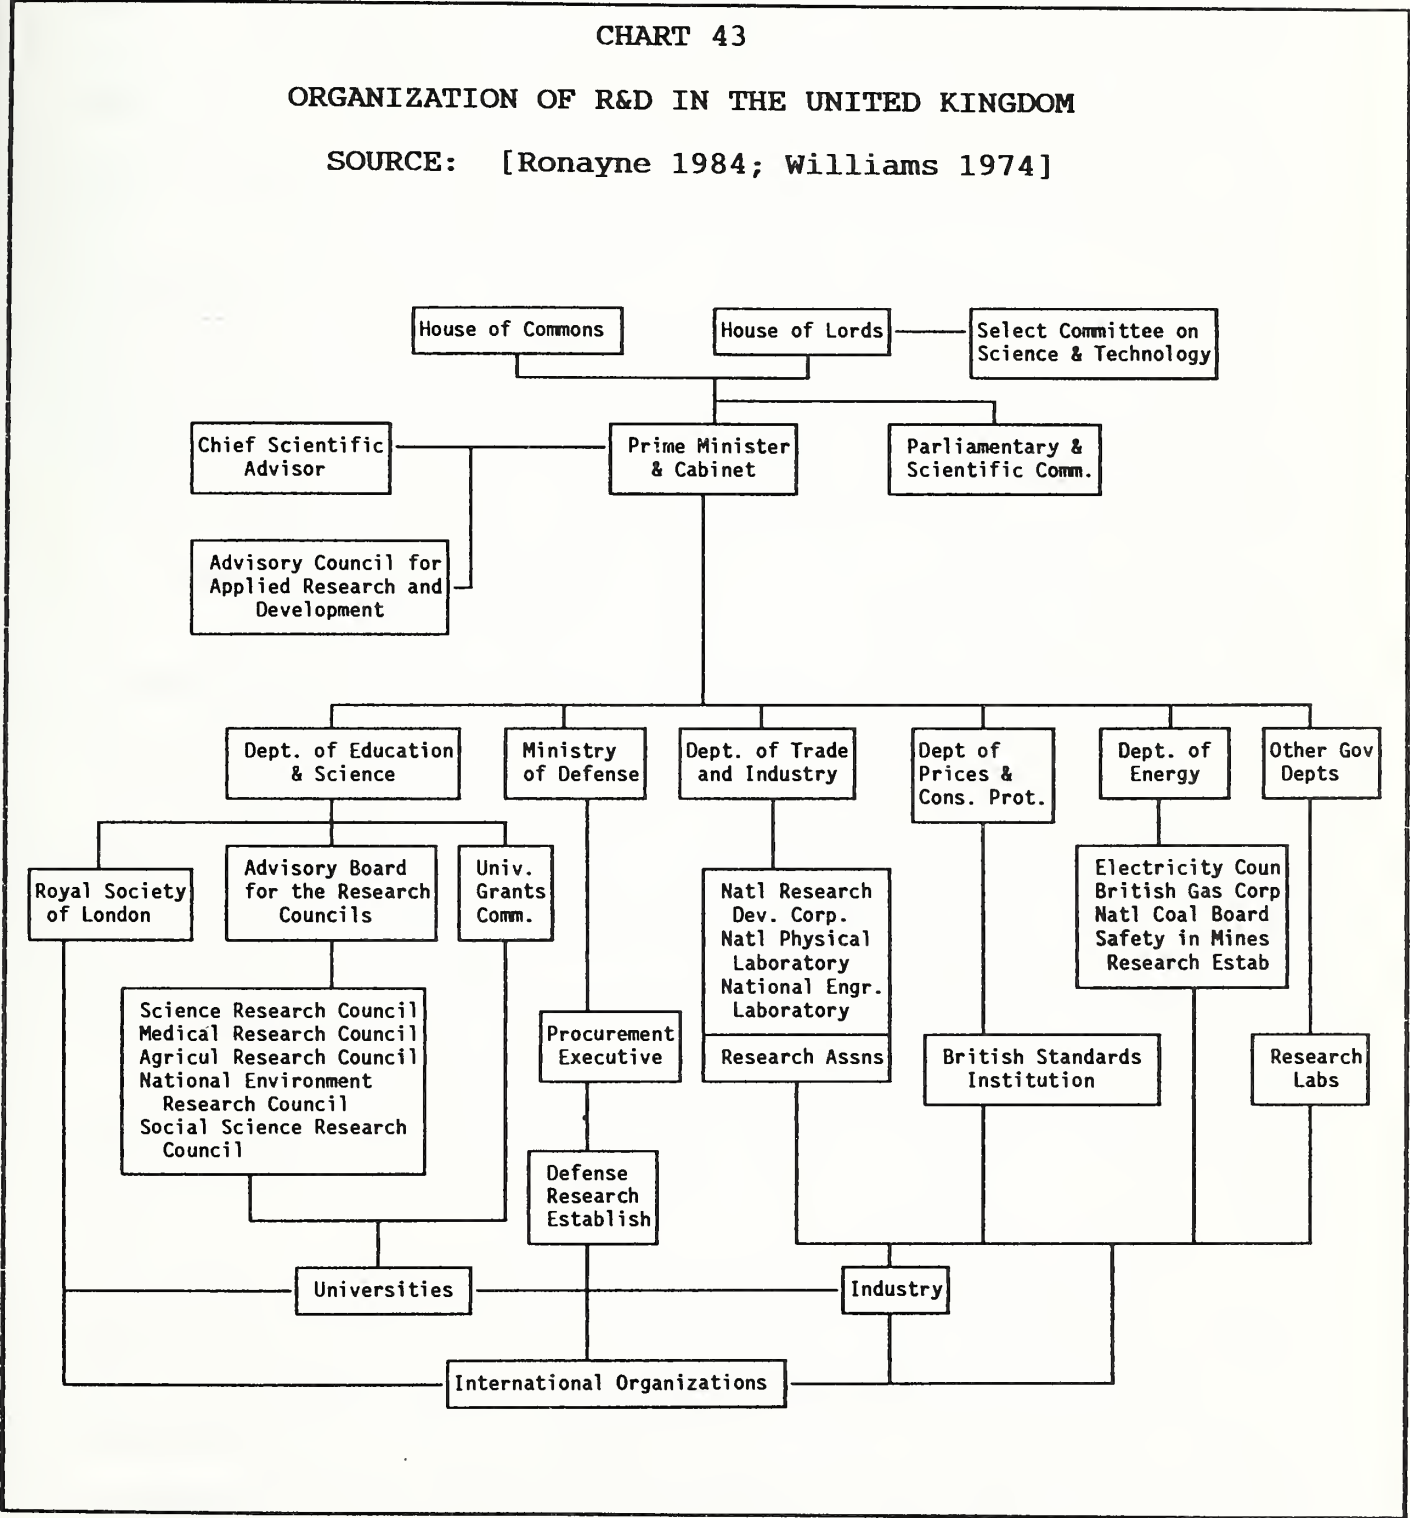 CHART 43
ORGANIZATION OF R&D IN THE UNITED KINGDOM
SOURCE: [Ronayne 1984; Williams 1974]
House of Commons
House of Lords
Select Committee on
Science & Technology
Chief Scientific
Advisor
Prime Minister
& Cabinet
Parliamentary &
Scientific Comm.
Advisory Council for
Applied Research and
Development
Dept. of Education
& Science
Ministry
of Defense
Dept. of Trade
and Industry
Dept of
Prices &
Cons. Prot.
Dept. of
Energy
Other Gov
Depts
Royal Society
of London
Advisory Board
for the Research
Councils
Univ.
Grants
Comm.
Natl Research
Dev. Corp.
Natl Physical
Laboratory
National Engr.
Laboratory
Research Assns
Electricity Coun
British Gas Corp
Natl Coal Board
Safety in Mines
Research Estab
Science Research Council
Medical Research Council
Agricul Research Council
National Environment
Research Council
Social Science Research
Council
Procurement
Executive
British Standards
Institution
Research
Labs
Defense
Research
Establish
Universities
Industry
International Organizations